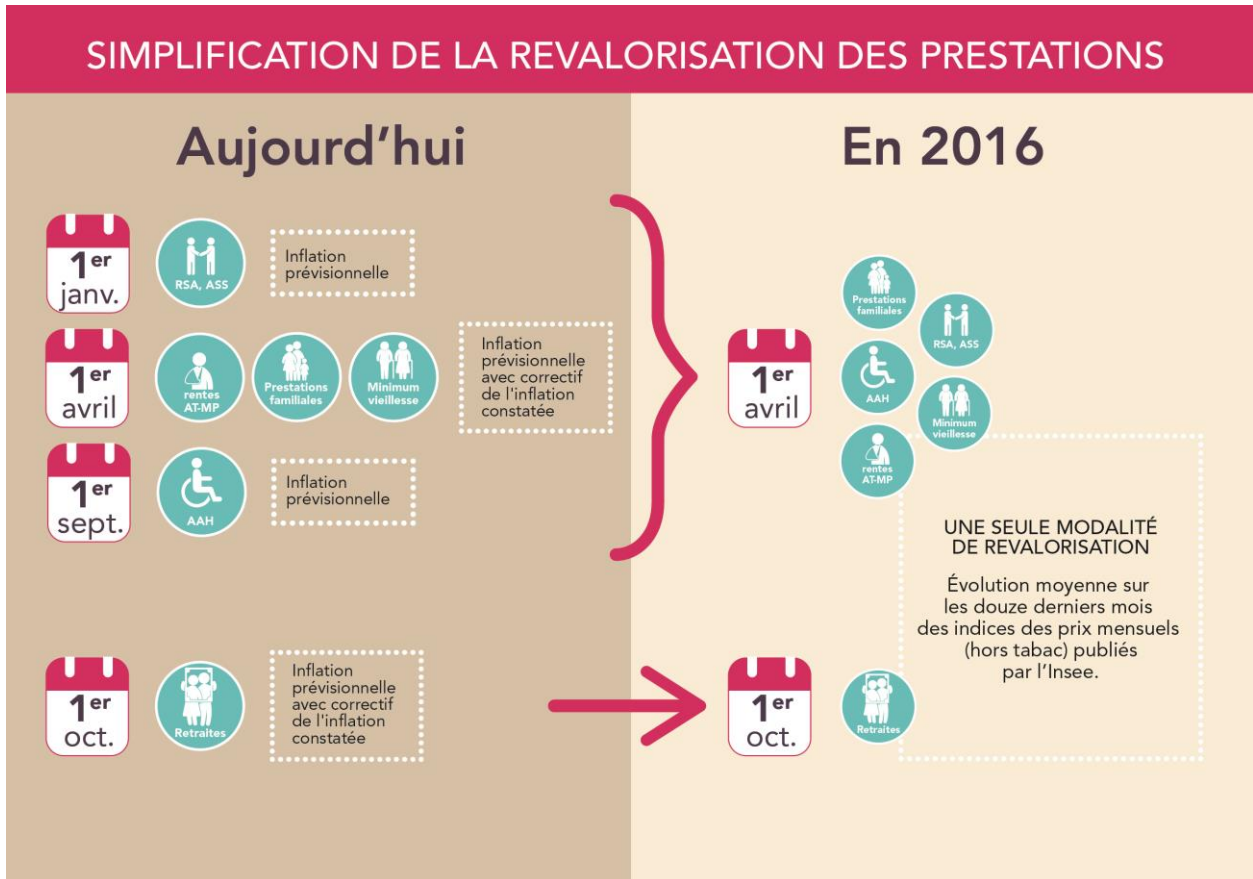 SIMPLIFICATION DE LA REVALORISATION DES PRESTATIONS
Aujourd'hui
1er
janv.
RSA, ASS
Inflation
prévisionnelle
1er
avril
rentes
AT-MP
Prestations
familiales
Minimum
vieillesse
Inflation
prévisionnelle
avec correctif
de l'inflation
constatée
1er
sept.
AAH
Inflation
prévisionnelle
1er
oct.
Retraites
Inflation
prévisionnelle
avec correctif
de l'inflation
constatée
En 2016
1er
avril
Prestations
familiales
RSA, ASS
AAH
Minimum
vieillesse
rentes
AT-MP
UNE SEULE MODALITÉ
DE REVALORISATION
Évolution moyenne sur
les douze derniers mois
des indices des prix mensuels
(hors tabac) publiés
par l'Insee.
1er
oct.
Retraites